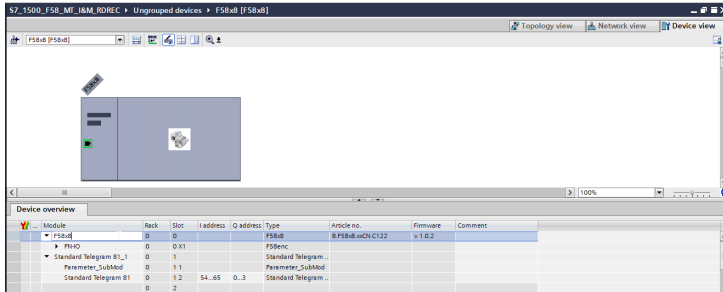 S7_1500_F58_MT_I&M_RDREC ▸ Ungrouped devices ▸ F58x8 [F58x8]
Topology view Network view Device view
F58x8 [F58x8]
F58x8
100%
Device overview
... Module Rack Slot I address Q address Type Article no. Firmware Comment
F58x8 0 0 F58x8 8.F58x8.xxCN.C122 v 1.0.2
PN-IO 0 0 X1 F58enc
Standard Telegram 81_1 0 1 Standard Telegram ..
Parameter_SubMod 0 1 1 Parameter_SubMod
Standard Telegram 81 0 1 2 54...65 0...3 Standard Telegram ..
0 2